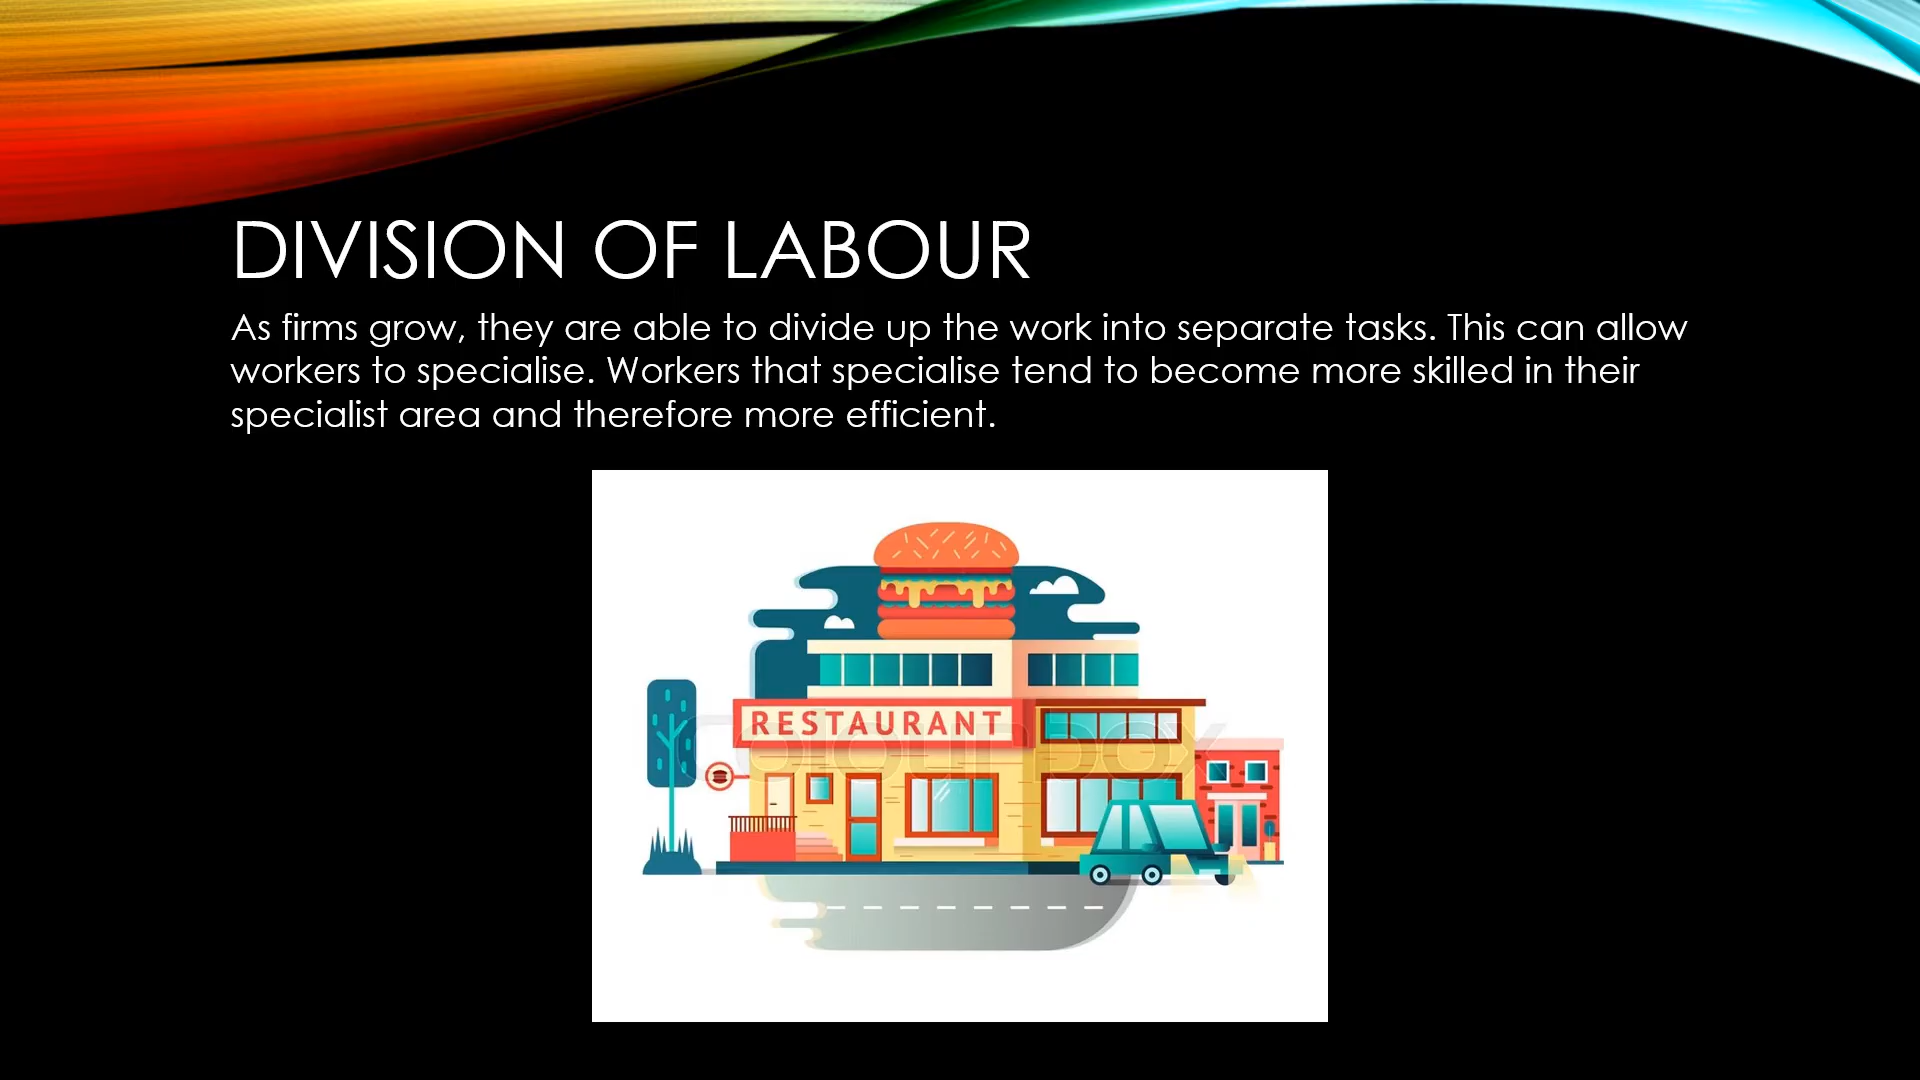 DIVISION OF LABOUR
As firms grow, they are able to divide up the work into separate tasks. This can allow
workers to specialise. Workers that specialise tend to become more skilled in their
specialist area and therefore more efficient.
RESTAURANT
colourbox